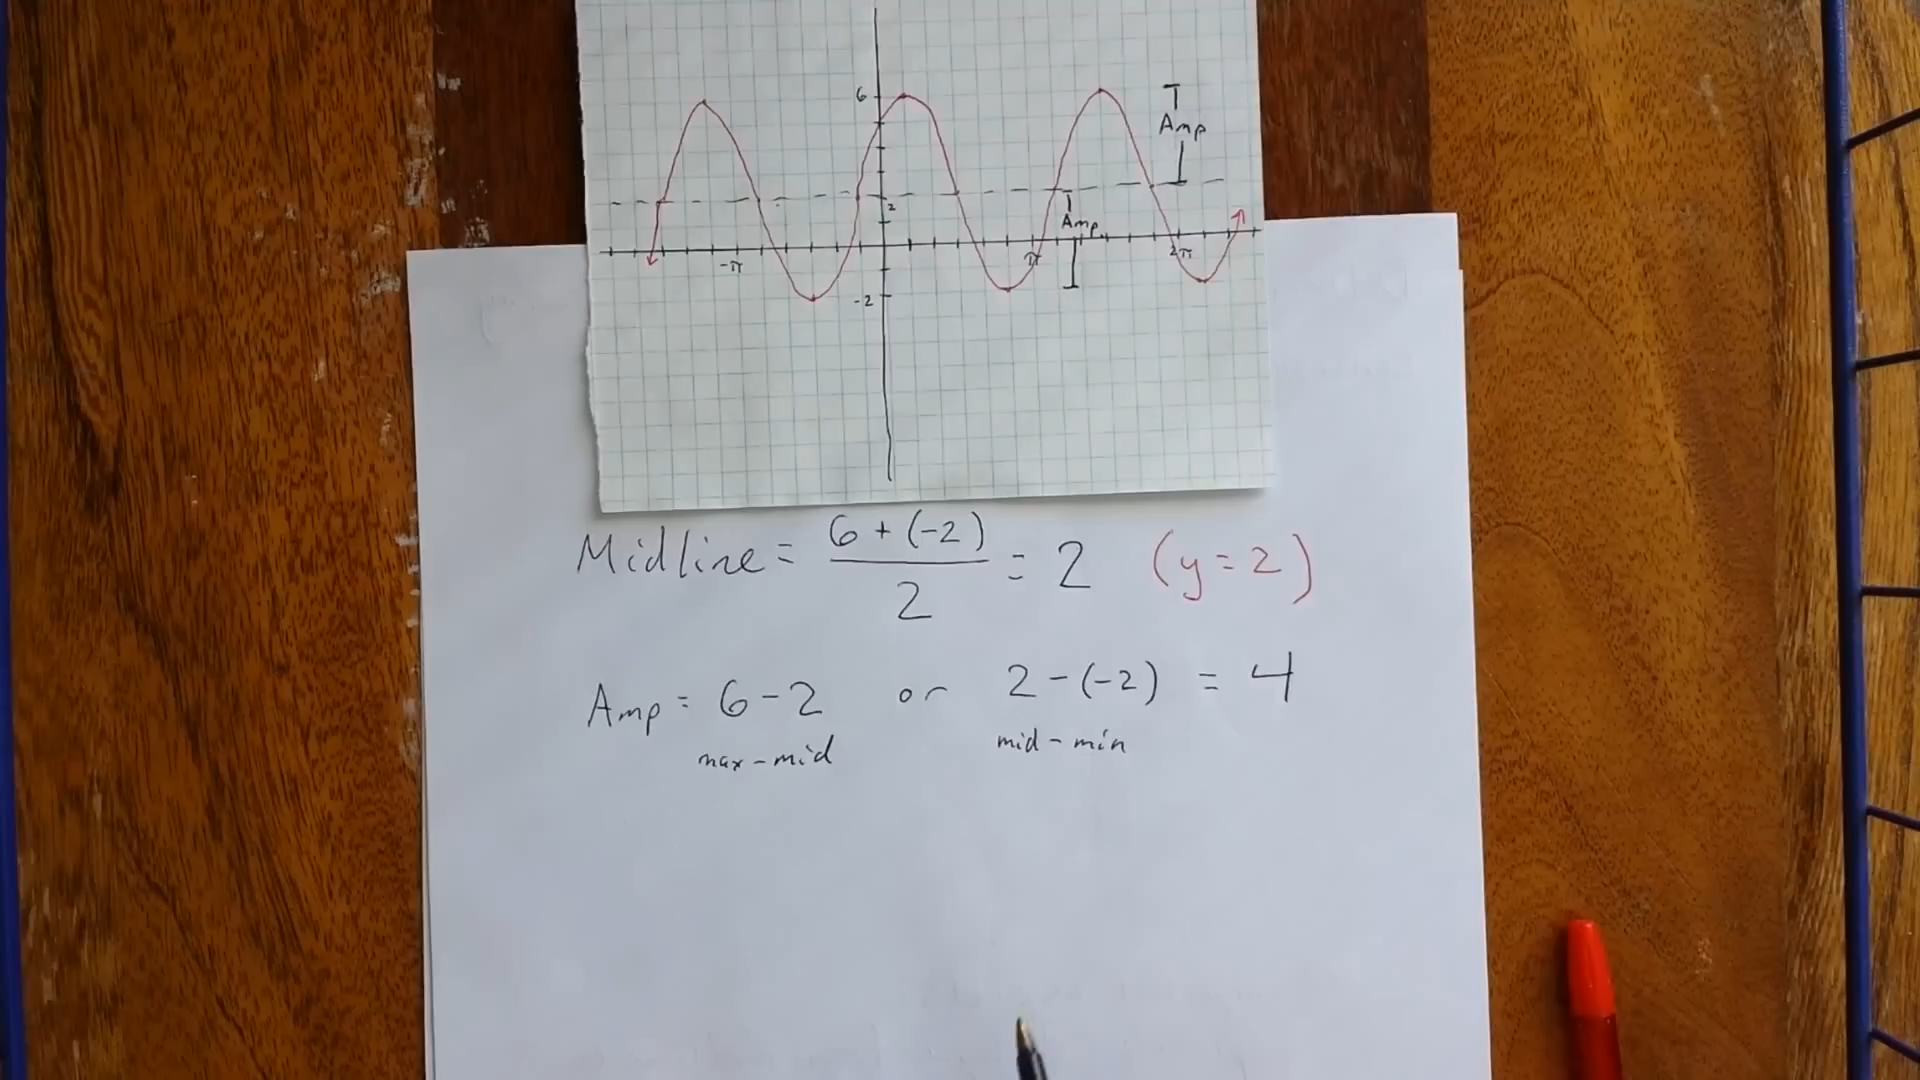 6
Amp
2
Amp.
-π
π
2π
-2
Midline = 6 + (-2) / 2 = 2 (y = 2)
Amp = 6 - 2 or 2 - (-2) = 4
max - mid mid - min